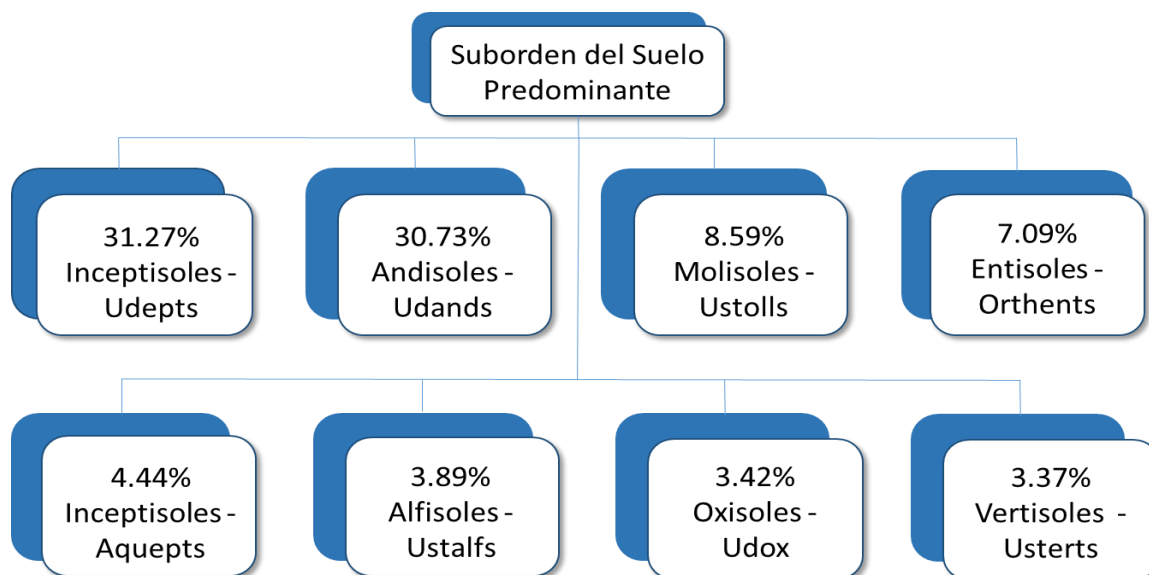 Suborden del Suelo
Predominante
31.27%
Inceptisoles -
Udepts
30.73%
Andisoles -
Udands
8.59%
Molisoles -
Ustolls
7.09%
Entisoles -
Orthents
4.44%
Inceptisoles -
Aquepts
3.89%
Alfisoles -
Ustalfs
3.42%
Oxisoles -
Udox
3.37%
Vertisoles -
Usterts